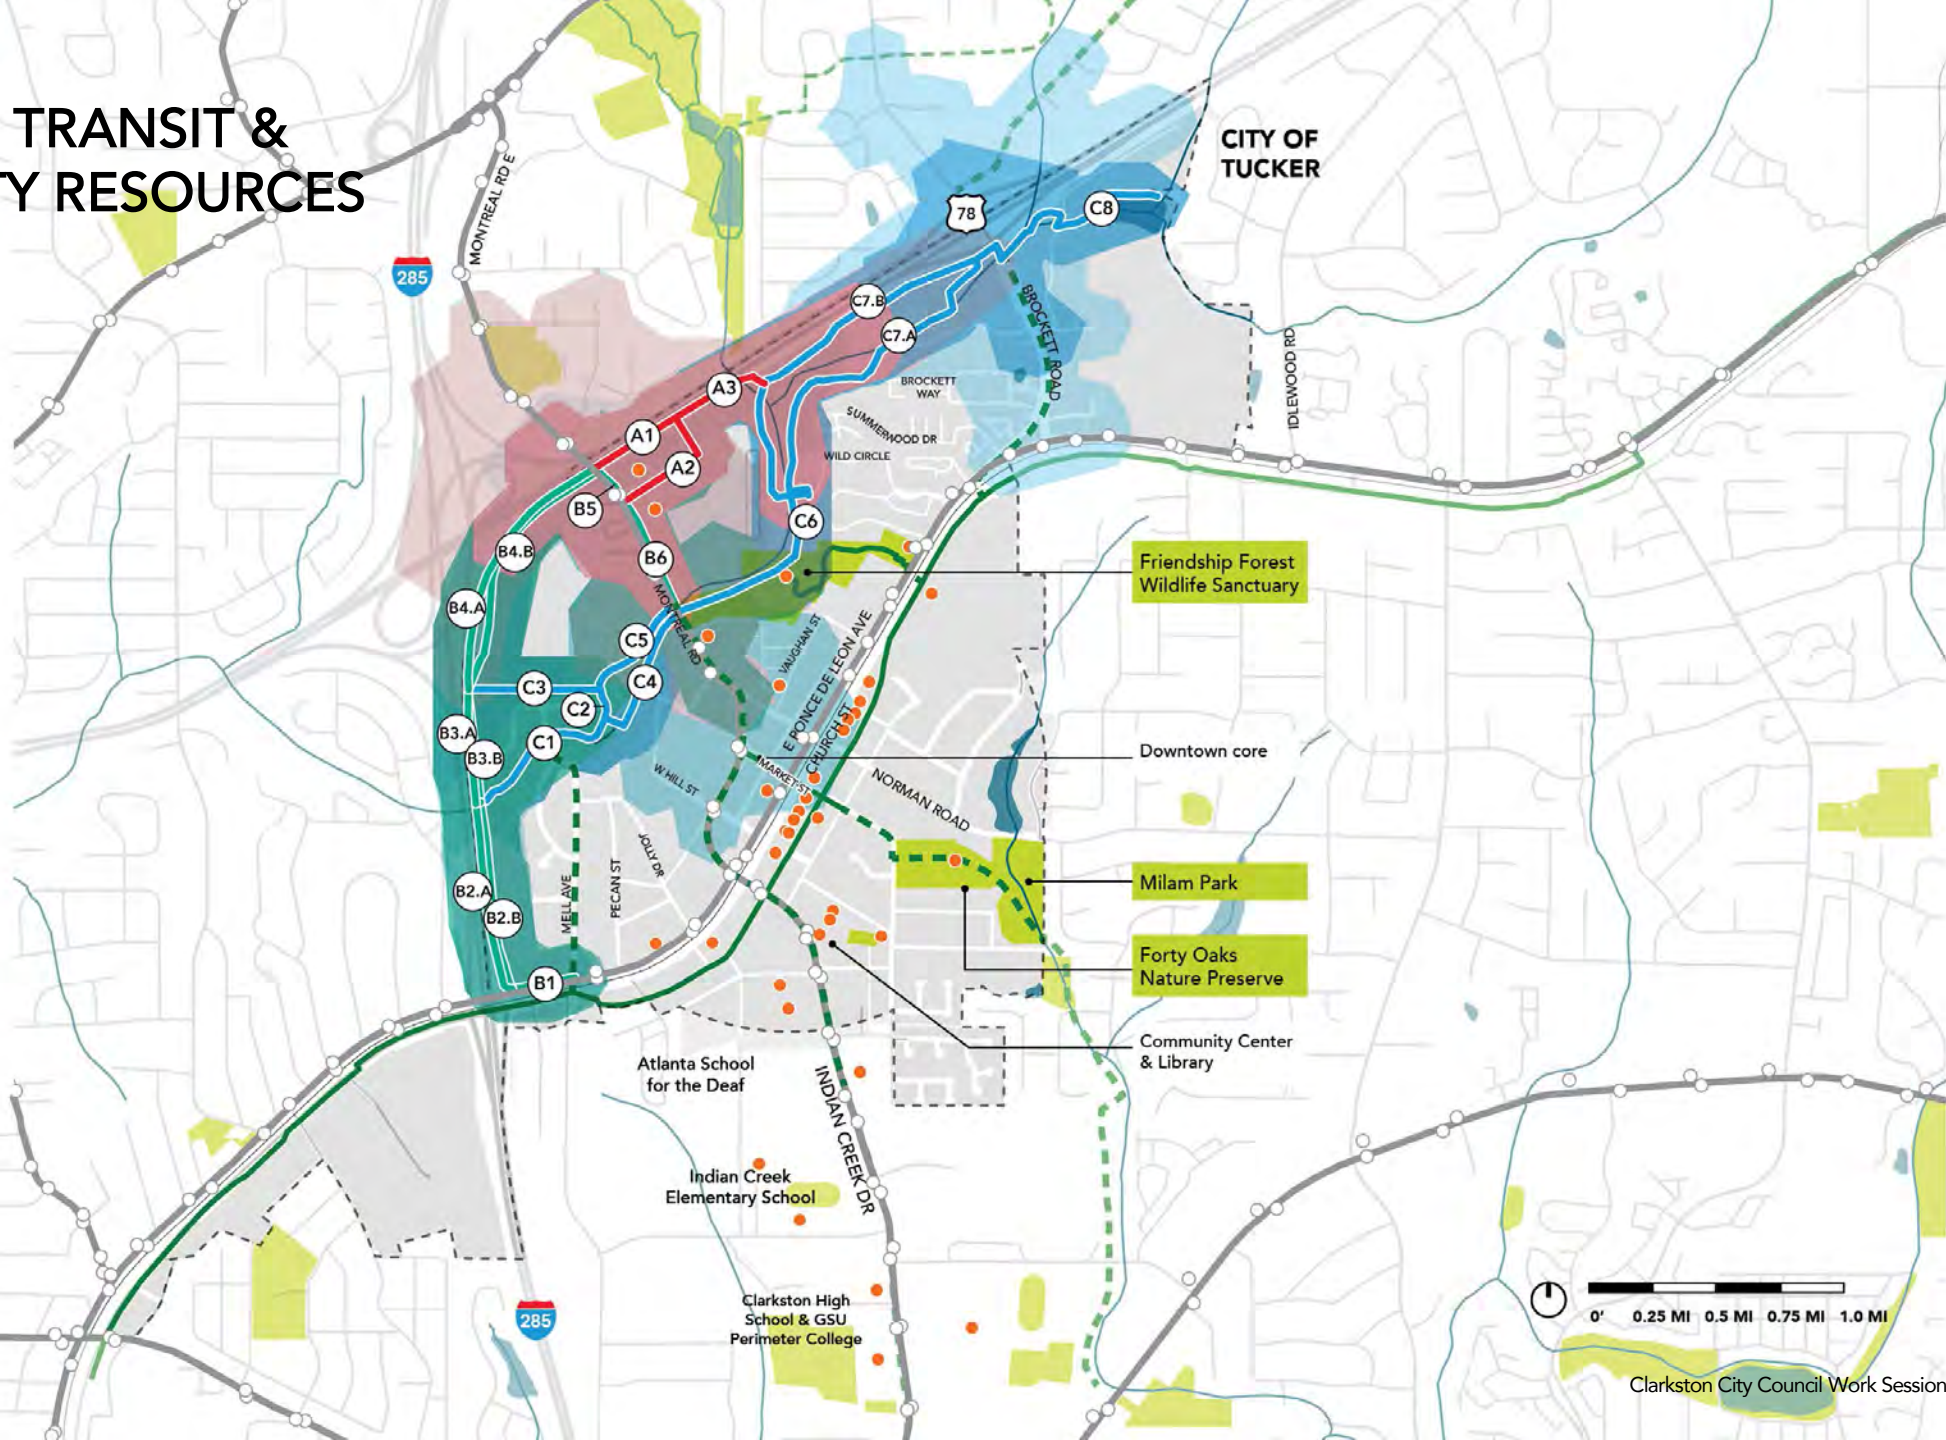 TRANSIT &
TY RESOURCES
CITY OF
TUCKER
MONTREAL RD E
285
78
C8
C7.B
C7.A
BROCKETT ROAD
IDLEWOOD RD
BROCKETT
WAY
SUMMERWOOD DR
WILD CIRCLE
A3
A1
A2
B5
B4.B
B6
C6
B4.A
MONTREAL RD
C5
C4
C3
C2
C1
B3.A
B3.B
VAUGHAN ST
E PONCE DE LEON AVE
CHURCH ST
MARKET ST
W HILL ST
NORMAN ROAD
JOLLY DR
PECAN ST
MELL AVE
B2.A
B2.B
B1
Friendship Forest
Wildlife Sanctuary
Downtown core
Milam Park
Forty Oaks
Nature Preserve
Community Center
& Library
Atlanta School
for the Deaf
INDIAN CREEK DR
Indian Creek
Elementary School
Clarkston High
School & GSU
Perimeter College
285
0' 0.25 MI 0.5 MI 0.75 MI 1.0 MI
Clarkston City Council Work Session